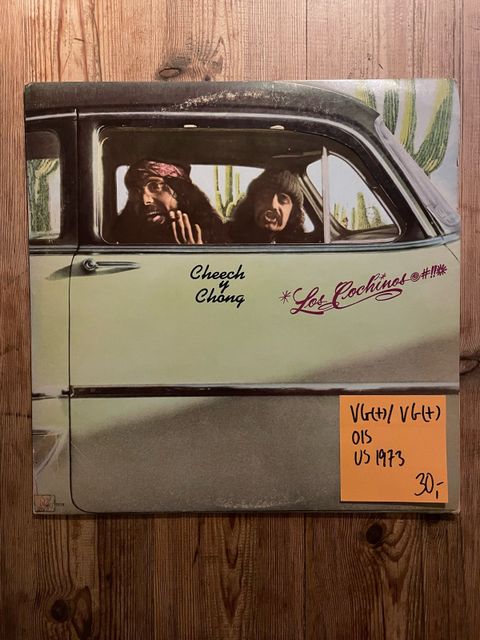 Cheech
y
Chong
*Los Cochinos@#!!*
VG(+)/VG(+)
OIS
US 1973
30,-